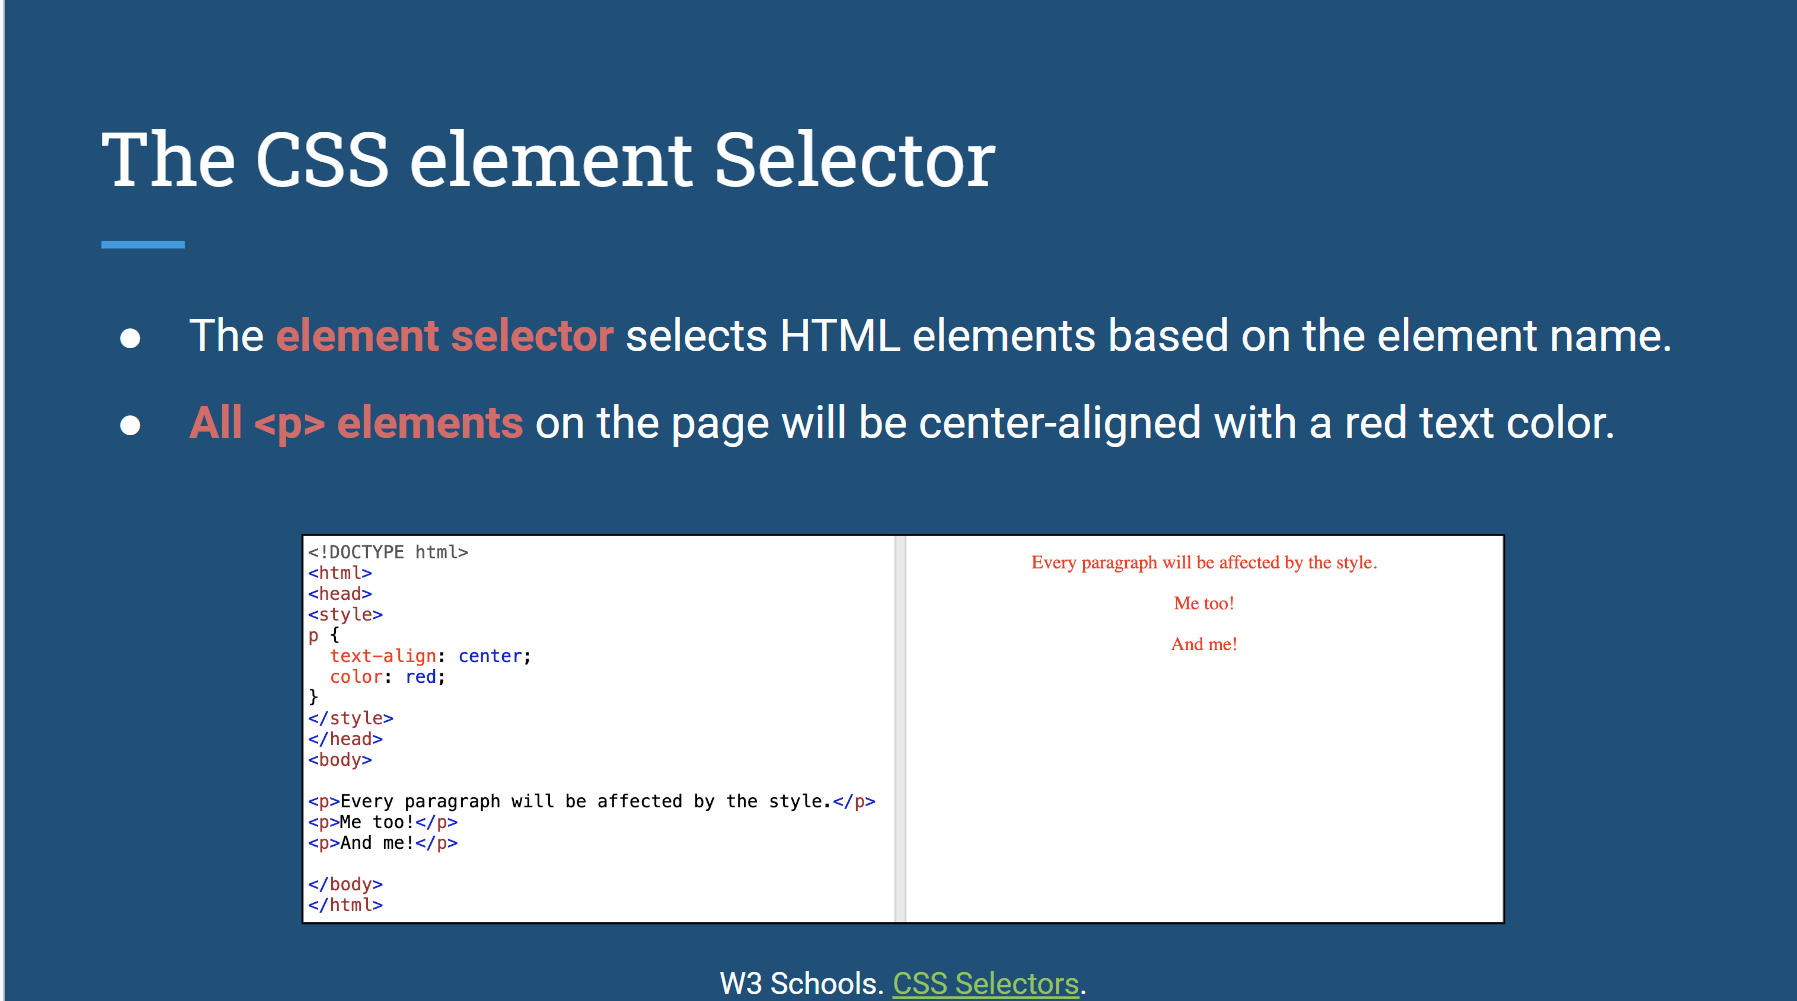 The CSS element Selector
● The element selector selects HTML elements based on the element name.
● All <p> elements on the page will be center-aligned with a red text color.
<!DOCTYPE html>
<html>
<head>
<style>
p {
  text-align: center;
  color: red;
}
</style>
</head>
<body>

<p>Every paragraph will be affected by the style.</p>
<p>Me too!</p>
<p>And me!</p>

</body>
</html>
Every paragraph will be affected by the style.
Me too!
And me!
W3 Schools. CSS Selectors.